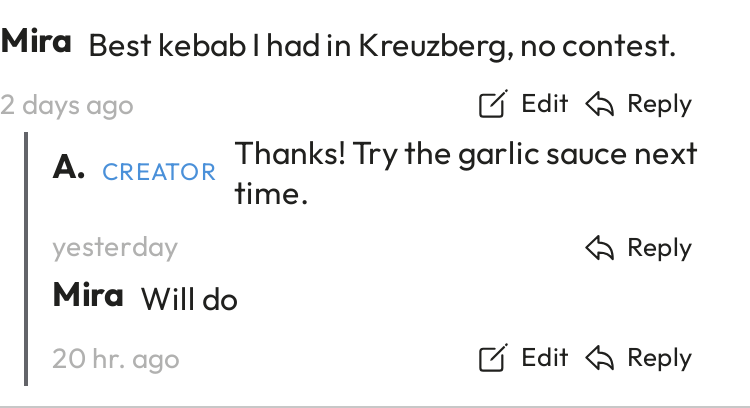 Mira Best kebab I had in Kreuzberg, no contest.
2 days ago Edit Reply
A. CREATOR Thanks! Try the garlic sauce next
time.
yesterday Reply
Mira Will do
20 hr. ago Edit Reply